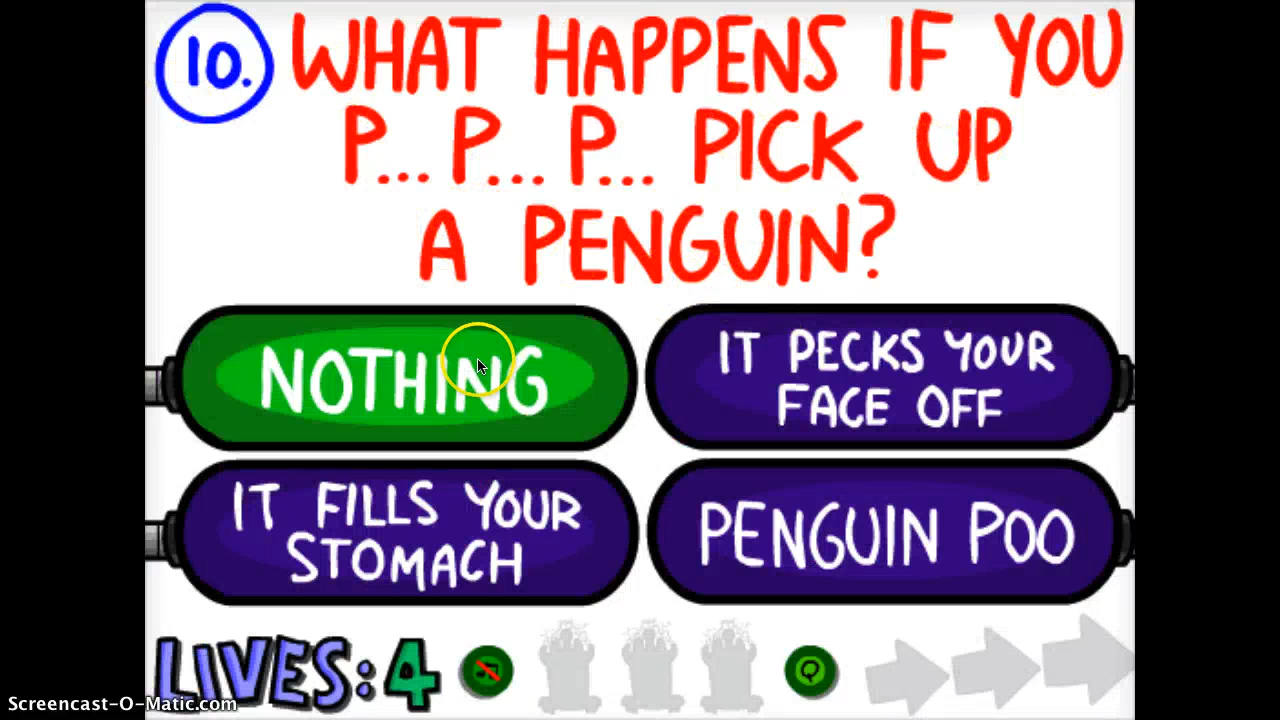 10. WHAT HAPPENS IF YOU
P... P... P... PICK UP
A PENGUIN?
NOTHING
IT PECKS YOUR
FACE OFF
IT FILLS YOUR
STOMACH
PENGUIN POO
LIVES: 4
Screencast-O-Matic.com